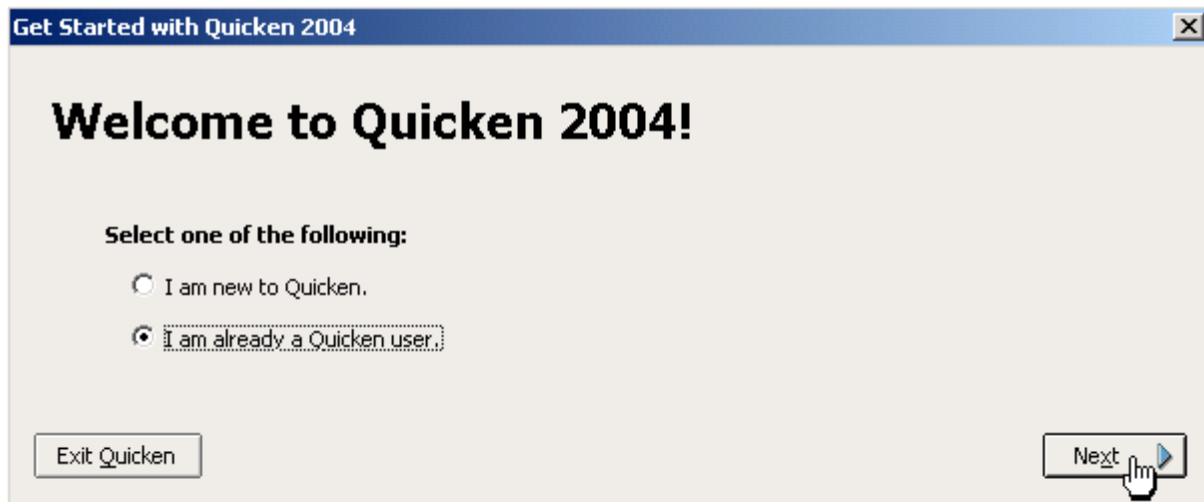 Get Started with Quicken 2004
Welcome to Quicken 2004!
Select one of the following:
I am new to Quicken.
I am already a Quicken user.
Exit Quicken
Next